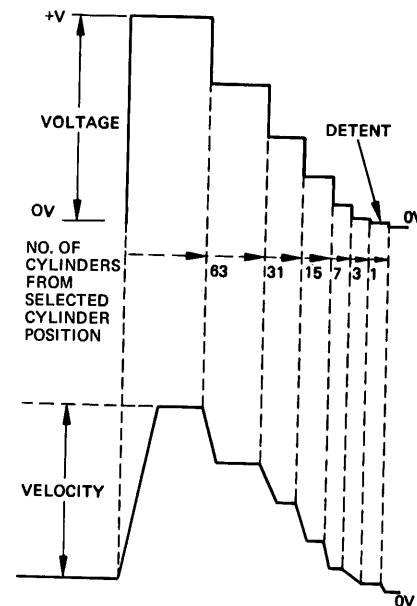 +V
VOLTAGE
DETENT
0V
0V
NO. OF
CYLINDERS
FROM
SELECTED
CYLINDER
POSITION
63
31
15
7
3
1
VELOCITY
0V